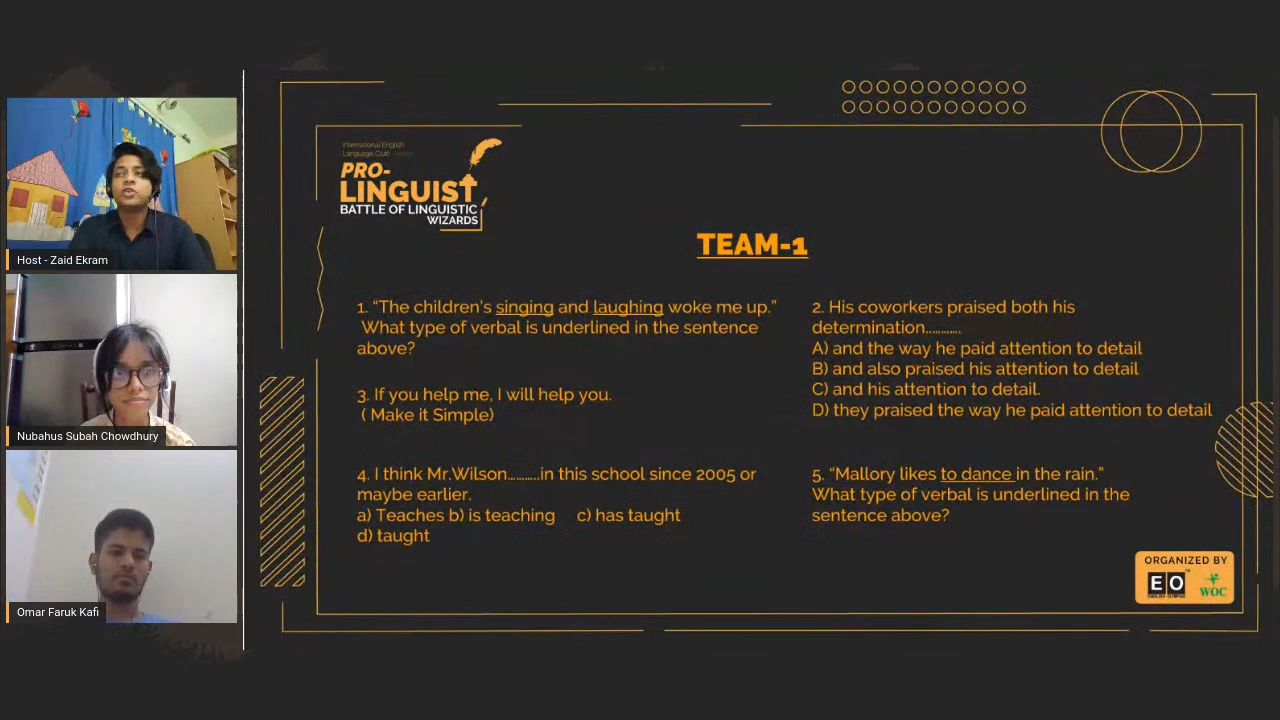 Host - Zaid Ekram
Nubahus Subah Chowdhury
Omar Faruk Kafi
International English
Language Club
PRO-
LINGUIST
BATTLE OF LINGUISTIC
WIZARDS
TEAM-1
1. “The children’s singing and laughing woke me up.”
What type of verbal is underlined in the sentence
above?
2. His coworkers praised both his
determination............
A) and the way he paid attention to detail
B) and also praised his attention to detail
C) and his attention to detail.
D) they praised the way he paid attention to detail
3. If you help me, I will help you.
( Make it Simple)
4. I think Mr.Wilson...........in this school since 2005 or
maybe earlier.
a) Teaches b) is teaching c) has taught
d) taught
5. “Mallory likes to dance in the rain.”
What type of verbal is underlined in the
sentence above?
ORGANIZED BY
EO
WOC